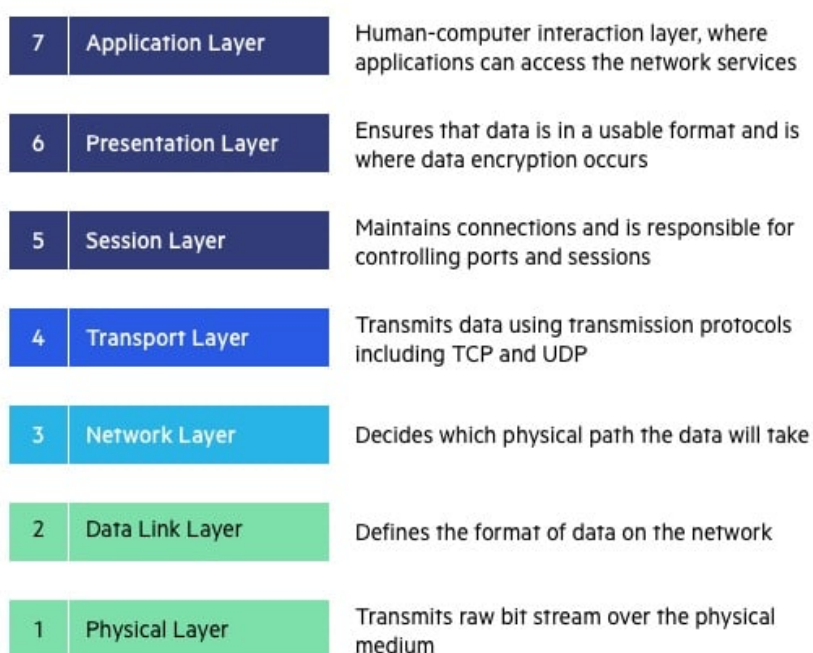 7 Application Layer
Human-computer interaction layer, where
applications can access the network services
6 Presentation Layer
Ensures that data is in a usable format and is
where data encryption occurs
5 Session Layer
Maintains connections and is responsible for
controlling ports and sessions
4 Transport Layer
Transmits data using transmission protocols
including TCP and UDP
3 Network Layer
Decides which physical path the data will take
2 Data Link Layer
Defines the format of data on the network
1 Physical Layer
Transmits raw bit stream over the physical
medium